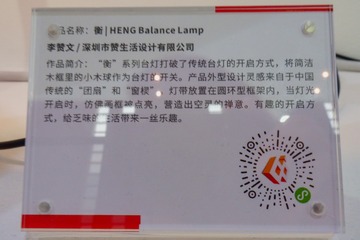 品名称：衡 | HENG Balance Lamp
李赞文 / 深圳市赞生活设计有限公司
作品简介：“衡”系列台灯打破了传统台灯的开启方式，将简洁
木框里的小木球作为台灯的开关。产品外型设计灵感来自于中国
传统的“团扇”和“窗棂”，灯带放置在圆环型框架内，当灯光
开启时，仿佛画框被点亮，营造出空灵的禅意。有趣的开启方
式，给乏味的生活带来一丝乐趣。